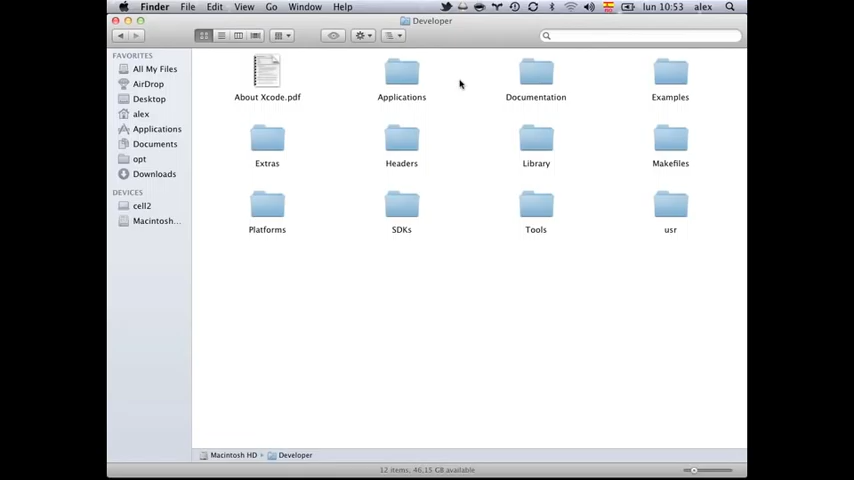 Finder File Edit View Go Window Help lun 10:53 alex
Developer
FAVORITES
All My Files
AirDrop
Desktop
alex
Applications
Documents
opt
Downloads
DEVICES
cell2
Macintosh...
About Xcode.pdf Applications Documentation Examples
Extras Headers Library Makefiles
Platforms SDKs Tools usr
Macintosh HD Developer
12 items, 46,15 GB available